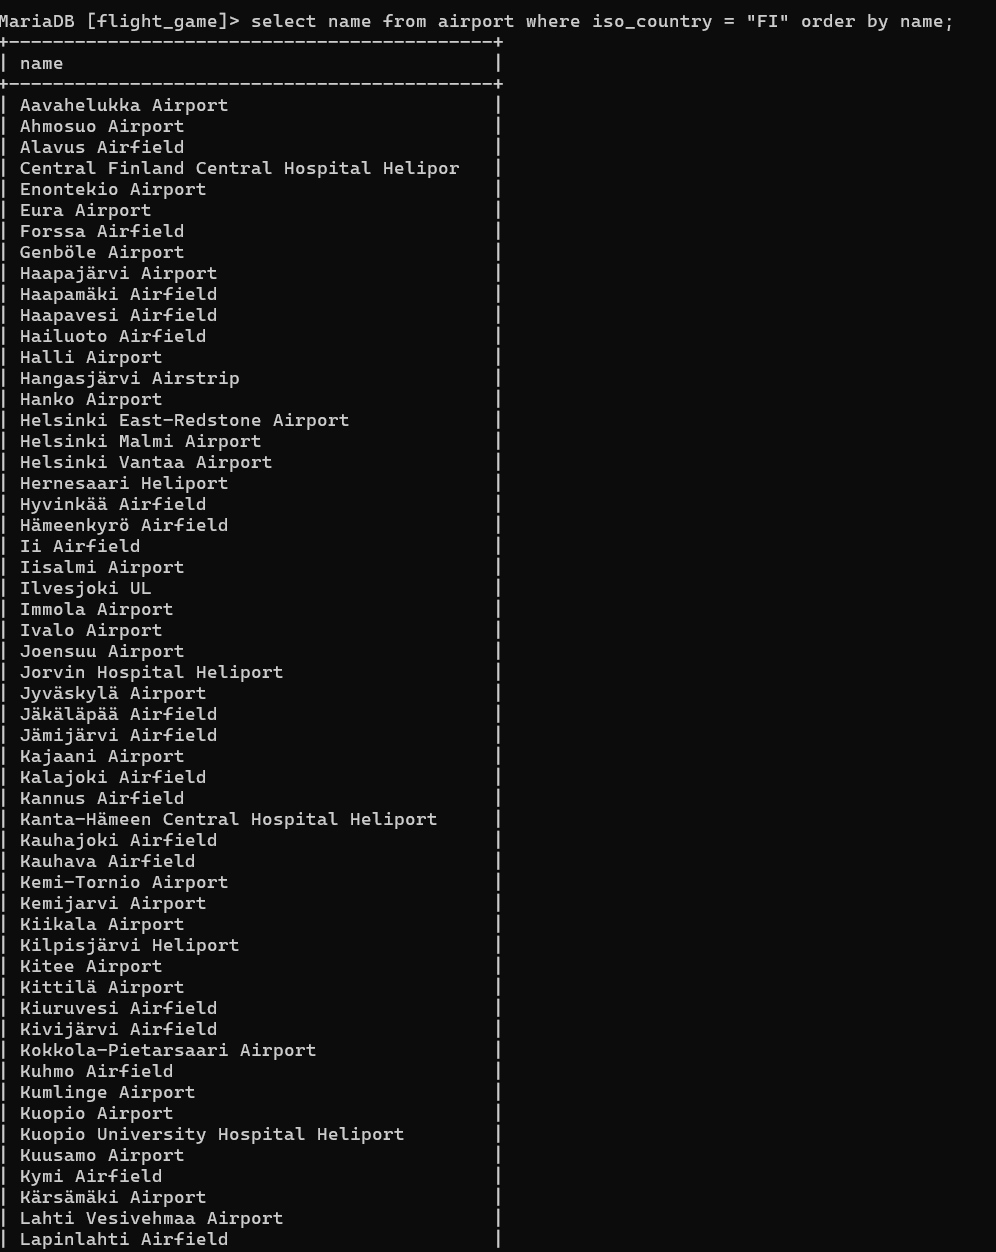 MariaDB [flight_game]> select name from airport where iso_country = "FI" order by name;
+--------------------------------------------+
| name                                       |
+--------------------------------------------+
| Aavahelukka Airport                        |
| Ahmosuo Airport                            |
| Alavus Airfield                            |
| Central Finland Central Hospital Helipor   |
| Enontekio Airport                          |
| Eura Airport                               |
| Forssa Airfield                            |
| Genböle Airport                            |
| Haapajärvi Airport                         |
| Haapamäki Airfield                         |
| Haapavesi Airfield                         |
| Hailuoto Airfield                          |
| Halli Airport                              |
| Hangasjärvi Airstrip                       |
| Hanko Airport                              |
| Helsinki East-Redstone Airport             |
| Helsinki Malmi Airport                     |
| Helsinki Vantaa Airport                    |
| Hernesaari Heliport                        |
| Hyvinkää Airfield                          |
| Hämeenkyrö Airfield                        |
| Ii Airfield                                |
| Iisalmi Airport                            |
| Ilvesjoki UL                               |
| Immola Airport                             |
| Ivalo Airport                              |
| Joensuu Airport                            |
| Jorvin Hospital Heliport                   |
| Jyväskylä Airport                          |
| Jäkäläpää Airfield                         |
| Jämijärvi Airfield                         |
| Kajaani Airport                            |
| Kalajoki Airfield                          |
| Kannus Airfield                            |
| Kanta-Hämeen Central Hospital Heliport     |
| Kauhajoki Airfield                         |
| Kauhava Airfield                           |
| Kemi-Tornio Airport                        |
| Kemijarvi Airport                          |
| Kiikala Airport                            |
| Kilpisjärvi Heliport                       |
| Kitee Airport                              |
| Kittilä Airport                            |
| Kiuruvesi Airfield                         |
| Kivijärvi Airfield                         |
| Kokkola-Pietarsaari Airport                |
| Kuhmo Airfield                             |
| Kumlinge Airport                           |
| Kuopio Airport                             |
| Kuopio University Hospital Heliport        |
| Kuusamo Airport                            |
| Kymi Airfield                              |
| Kärsämäki Airport                          |
| Lahti Vesivehmaa Airport                   |
| Lapinlahti Airfield                        |